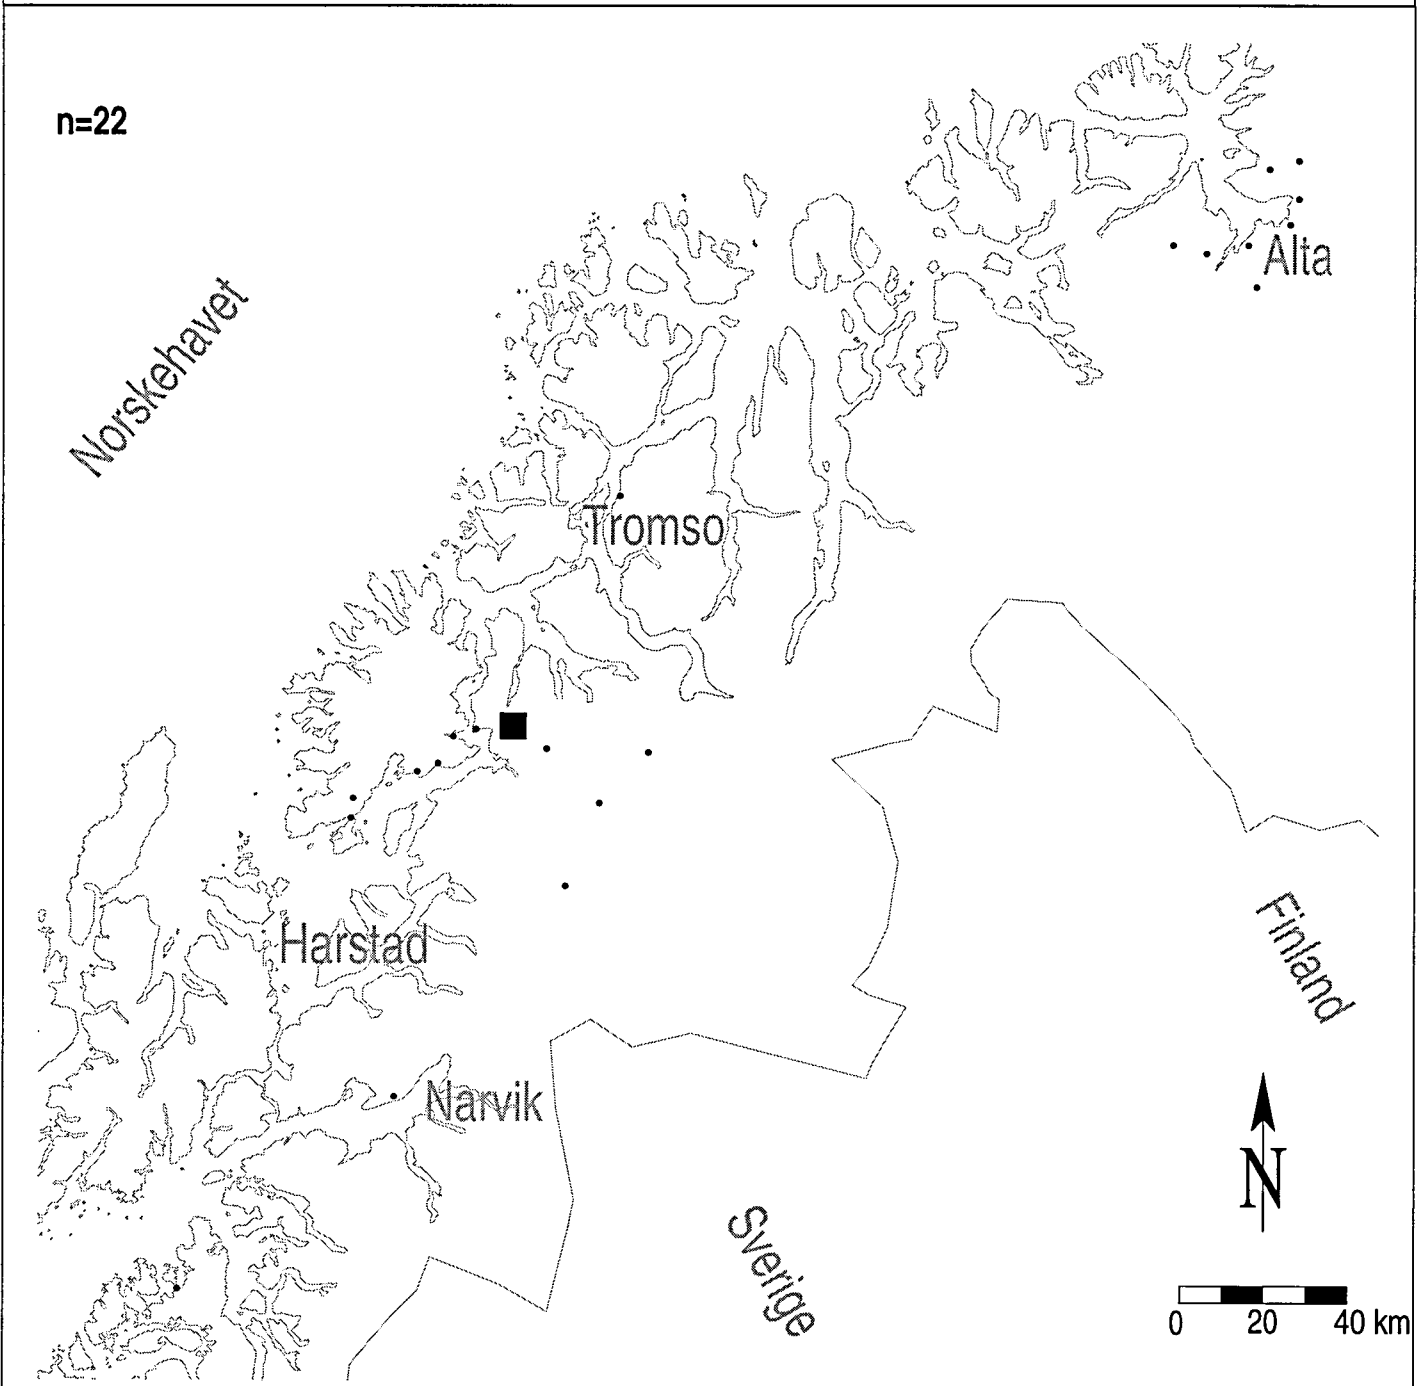 n=22
Alta
Norskehavet
Tromso
Harstad
Finland
Narvik
N
Sverige
0 20 40 km